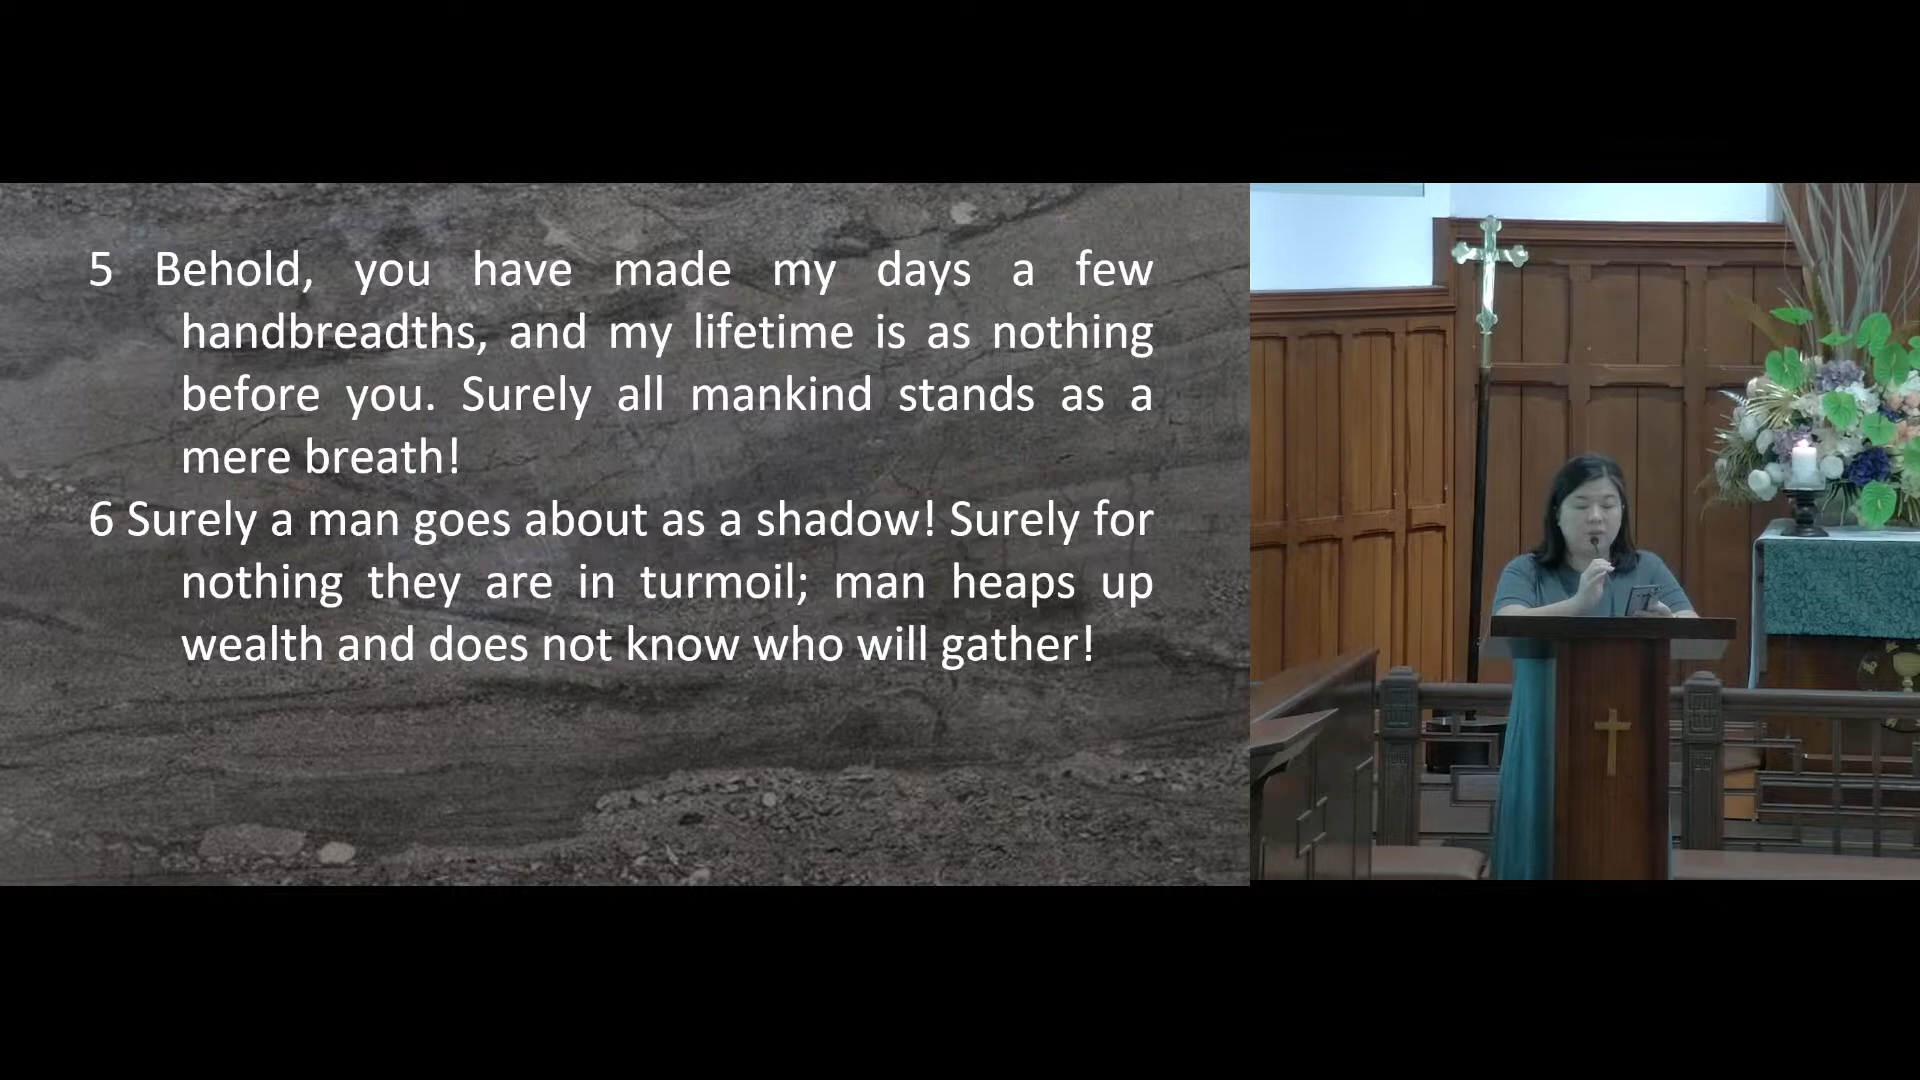 5 Behold, you have made my days a few
handbreadths, and my lifetime is as nothing
before you. Surely all mankind stands as a
mere breath!
6 Surely a man goes about as a shadow! Surely for
nothing they are in turmoil; man heaps up
wealth and does not know who will gather!